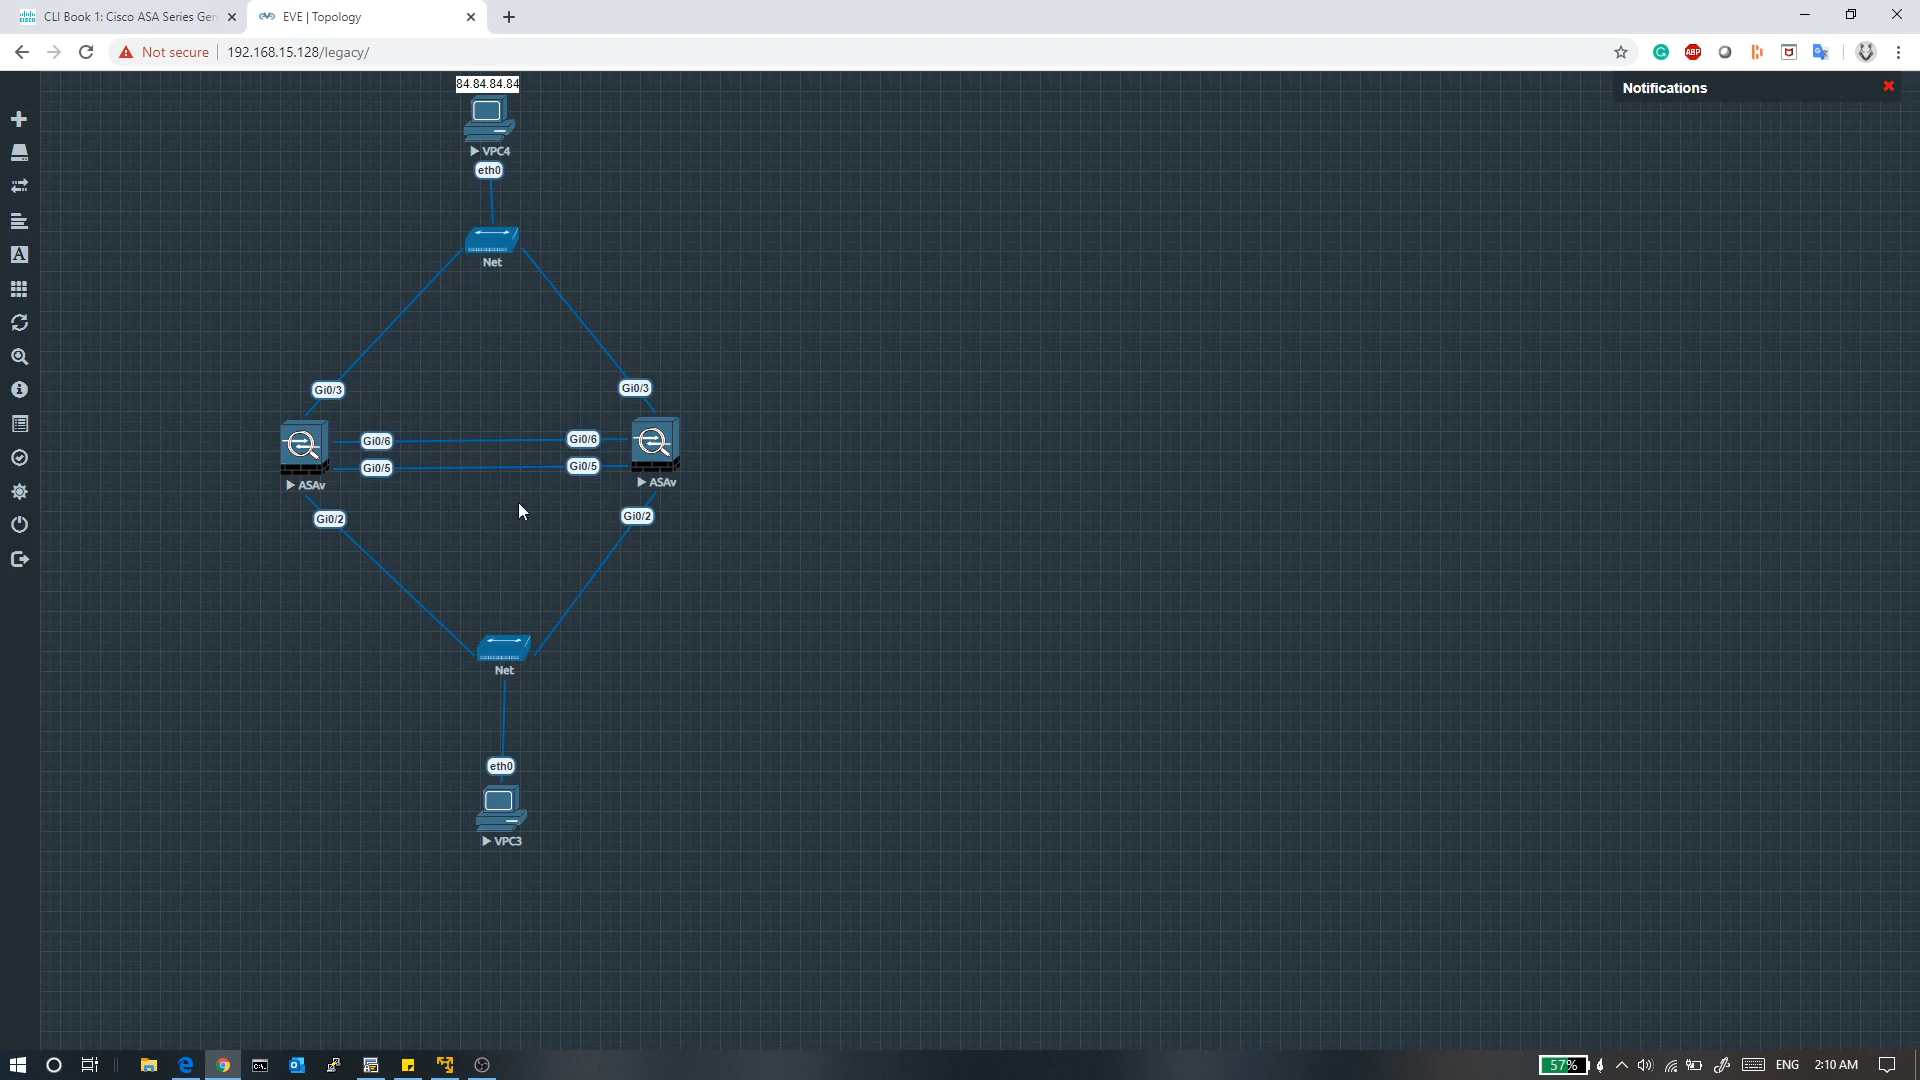 CLI Book 1: Cisco ASA Series Gen
EVE | Topology
Not secure
192.168.15.128/legacy/
Notifications
84.84.84.84
VPC4
eth0
Net
Gi0/3
Gi0/3
Gi0/6
Gi0/6
Gi0/5
Gi0/5
ASAv
ASAv
Gi0/2
Gi0/2
Net
eth0
VPC3
57%
ENG
2:10 AM